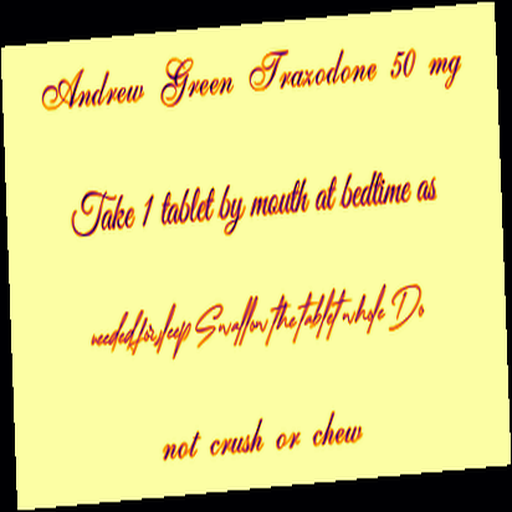 Andrew Green Trazodone 50 mg
Take 1 tablet by mouth at bedtime as
needed for sleep Swallow the tablet whole Do
not crush or chew